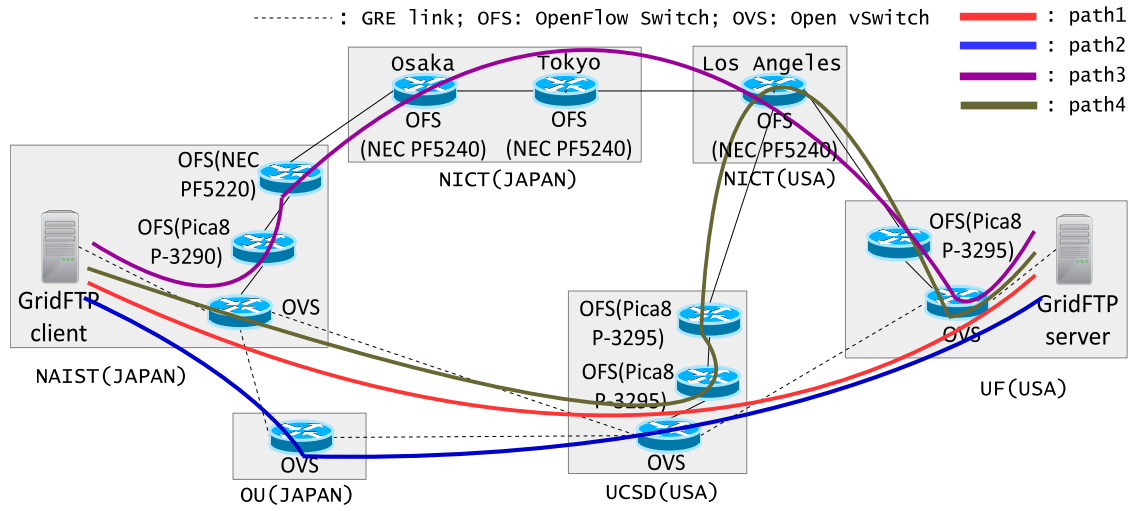 : GRE link; OFS: OpenFlow Switch; OVS: Open vSwitch
: path1
: path2
: path3
: path4
Osaka
OFS
(NEC PF5240)
Tokyo
OFS
(NEC PF5240)
NICT(JAPAN)
Los Angeles
OFS
(NEC PF5240)
NICT(USA)
OFS(NEC
PF5220)
OFS(Pica8
P-3290)
GridFTP
client
OVS
NAIST(JAPAN)
OFS(Pica8
P-3295)
GridFTP
server
OVS
UF(USA)
OFS(Pica8
P-3295)
OFS(Pica8
P-3295)
OVS
UCSD(USA)
OVS
OU(JAPAN)